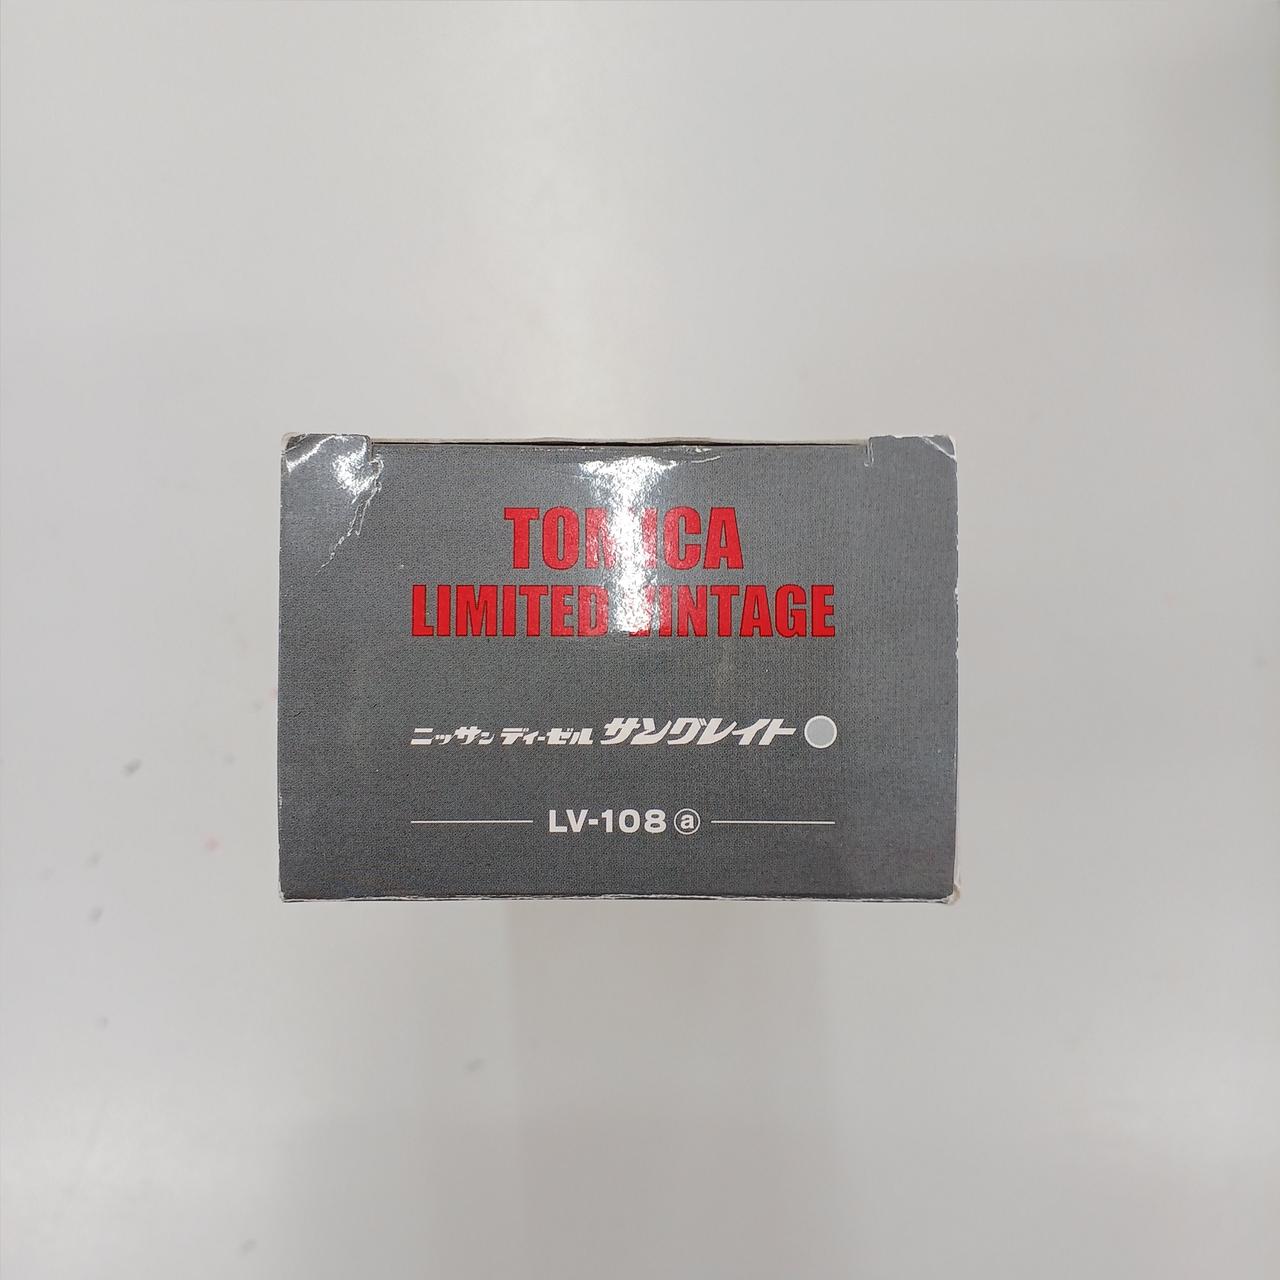 TOMICA
LIMITED VINTAGE
ニッサン ディーゼル サングレイト
LV-108 ⓐ